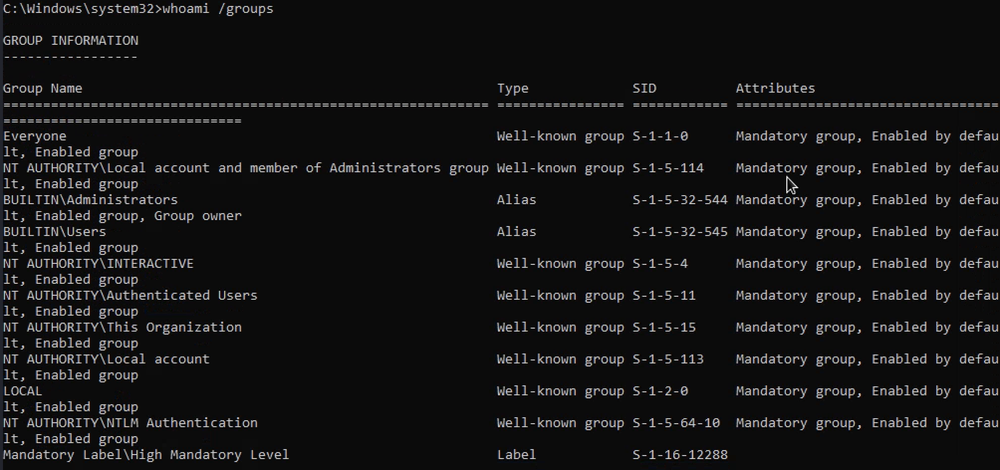 C:\Windows\system32>whoami /groups
GROUP INFORMATION
-----------------
Group Name                                                    Type             SID          Attributes
============================================================= ================ ============ =================================
==============================
Everyone                                                      Well-known group S-1-1-0      Mandatory group, Enabled by defau
lt, Enabled group
NT AUTHORITY\Local account and member of Administrators group Well-known group S-1-5-114    Mandatory group, Enabled by defau
lt, Enabled group
BUILTIN\Administrators                                        Alias            S-1-5-32-544 Mandatory group, Enabled by defau
lt, Enabled group, Group owner
BUILTIN\Users                                                 Alias            S-1-5-32-545 Mandatory group, Enabled by defau
lt, Enabled group
NT AUTHORITY\INTERACTIVE                                      Well-known group S-1-5-4      Mandatory group, Enabled by defau
lt, Enabled group
NT AUTHORITY\Authenticated Users                              Well-known group S-1-5-11     Mandatory group, Enabled by defau
lt, Enabled group
NT AUTHORITY\This Organization                                Well-known group S-1-5-15     Mandatory group, Enabled by defau
lt, Enabled group
NT AUTHORITY\Local account                                    Well-known group S-1-5-113    Mandatory group, Enabled by defau
lt, Enabled group
LOCAL                                                         Well-known group S-1-2-0      Mandatory group, Enabled by defau
lt, Enabled group
NT AUTHORITY\NTLM Authentication                              Well-known group S-1-5-64-10  Mandatory group, Enabled by defau
lt, Enabled group
Mandatory Label\High Mandatory Level                          Label            S-1-16-12288